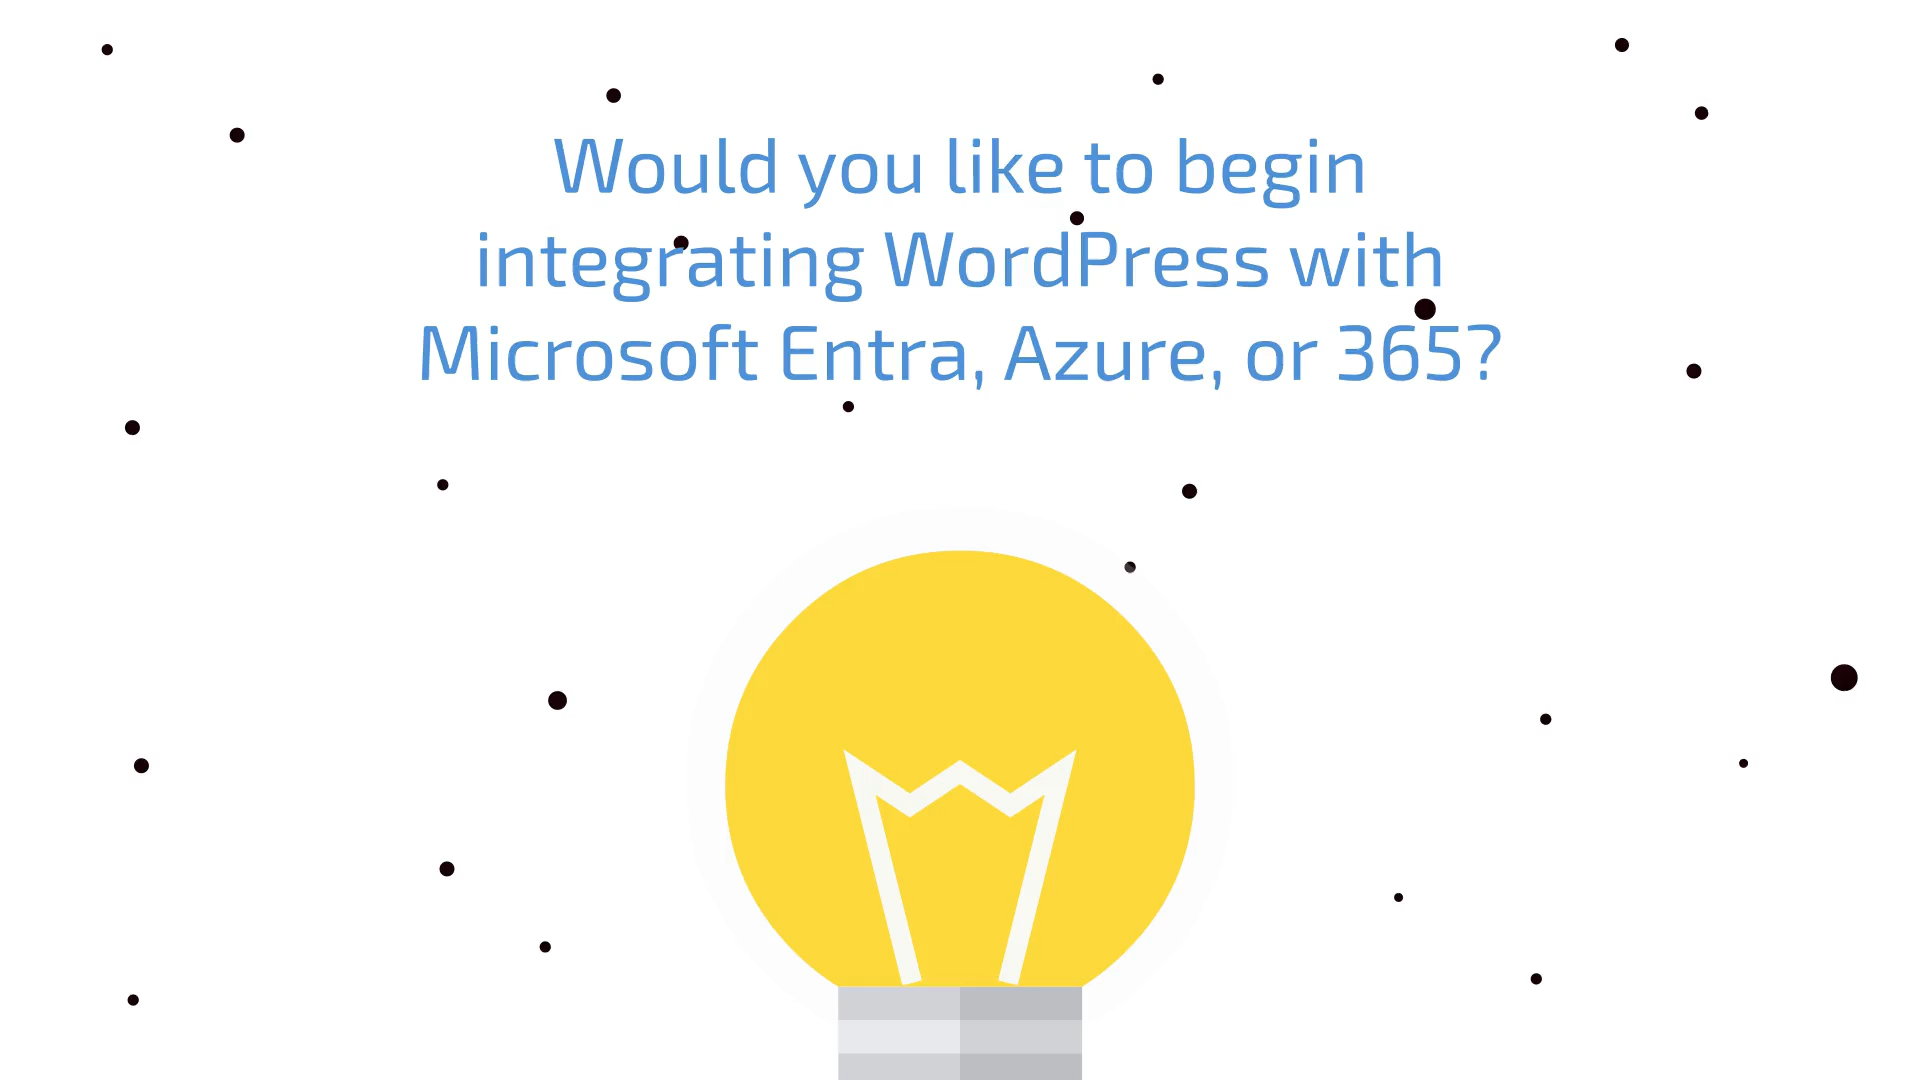 Would you like to begin
integrating WordPress with
Microsoft Entra, Azure, or 365?